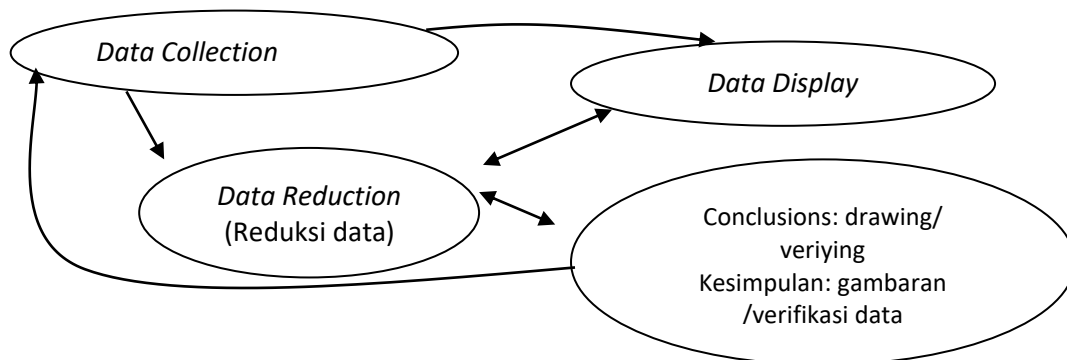 Data Collection
Data Display
Data Reduction
(Reduksi data)
Conclusions: drawing/
veriying
Kesimpulan: gambaran
/verifikasi data